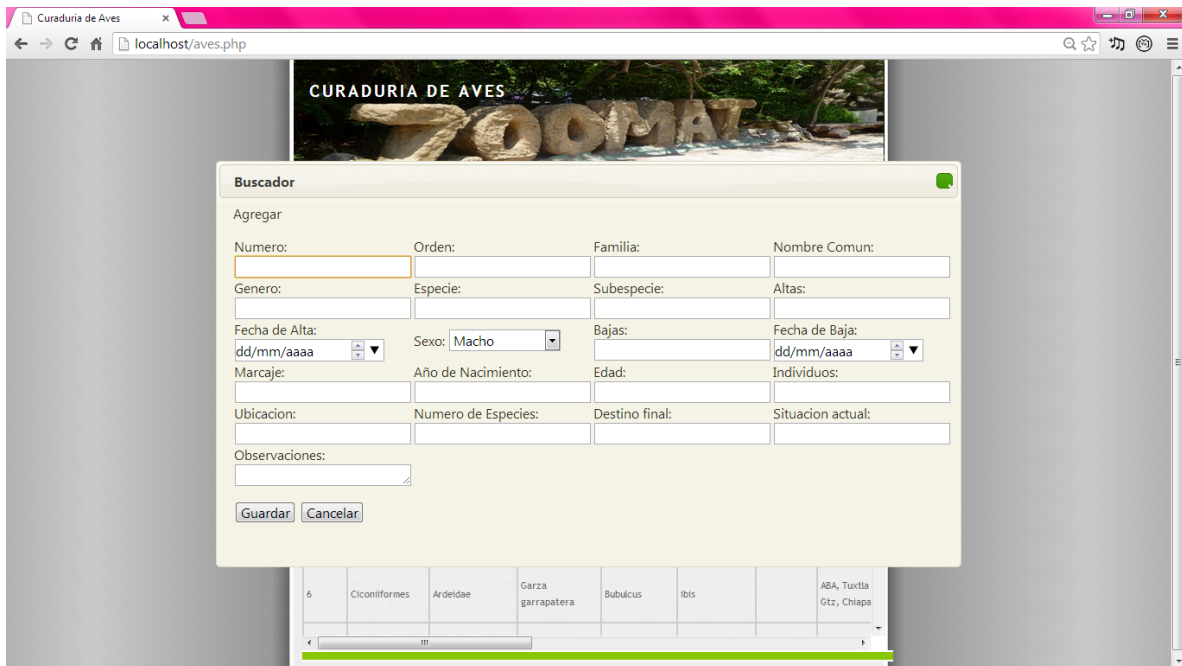 Curaduria de Aves
localhost/aves.php
CURADURIA DE AVES
ZOOMAT
Buscador
Agregar
Numero: Orden: Familia: Nombre Comun:
Genero: Especie: Subespecie: Altas:
Fecha de Alta: Sexo: Macho Bajas: Fecha de Baja:
dd/mm/aaaa dd/mm/aaaa
Marcaje: Año de Nacimiento: Edad: Individuos:
Ubicacion: Numero de Especies: Destino final: Situacion actual:
Observaciones:
Guardar Cancelar
6 Ciconiiformes Ardeidae Garza garrapatera Bubulcus ibis ABA, Tuxtla Gtz, Chiapa